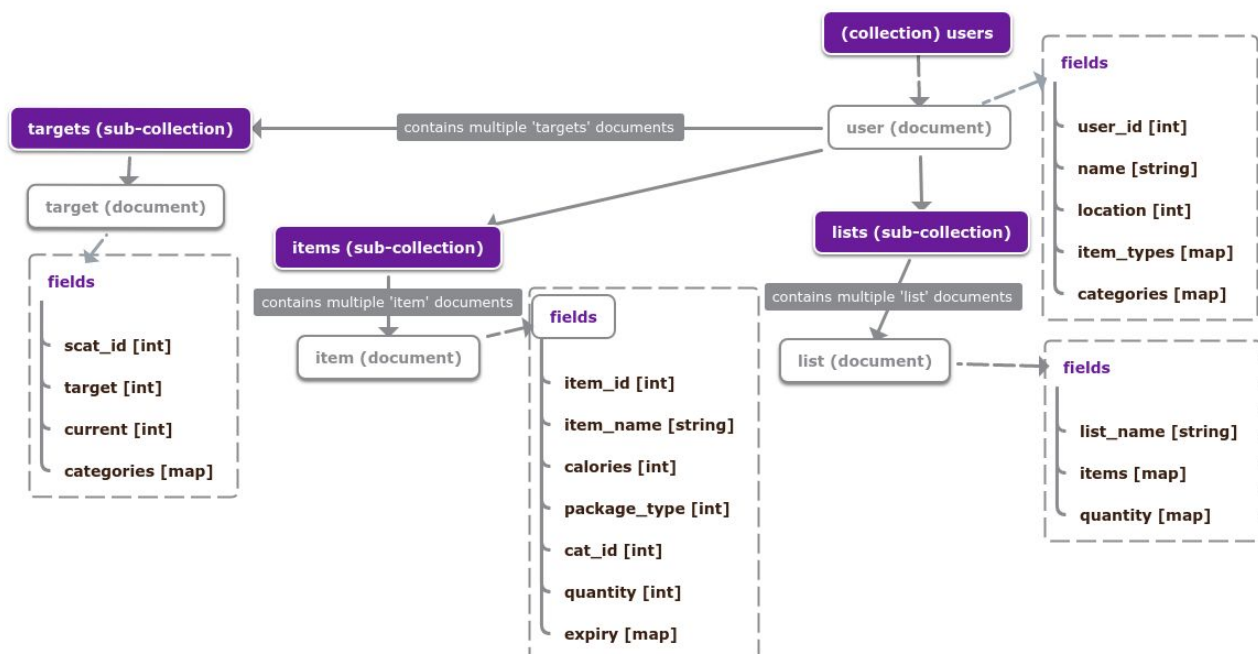 (collection) users
fields
user_id [int]
name [string]
location [int]
item_types [map]
categories [map]
user (document)
contains multiple 'targets' documents
targets (sub-collection)
target (document)
fields
scat_id [int]
target [int]
current [int]
categories [map]
items (sub-collection)
contains multiple 'item' documents
item (document)
fields
item_id [int]
item_name [string]
calories [int]
package_type [int]
cat_id [int]
quantity [int]
expiry [map]
lists (sub-collection)
contains multiple 'list' documents
list (document)
fields
list_name [string]
items [map]
quantity [map]